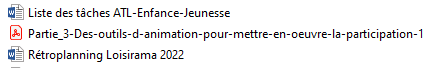 Liste des tâches ATL-Enfance-Jeunesse
Partie_3-Des-outils-d-animation-pour-mettre-en-oeuvre-la-participation-1
Rétroplanning Loisirama 2022